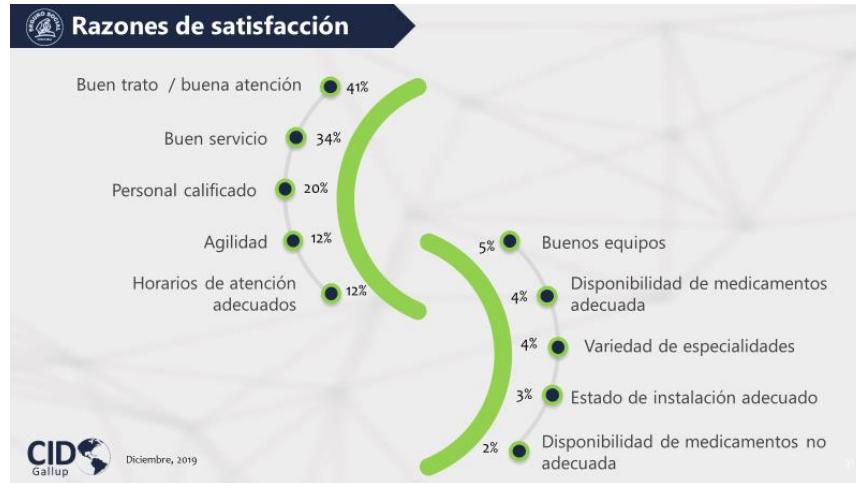 SEGURO SOCIAL
Razones de satisfacción
Buen trato / buena atención
41%
Buen servicio
34%
Personal calificado
20%
Agilidad
12%
Horarios de atención
adecuados
12%
5%
Buenos equipos
4%
Disponibilidad de medicamentos
adecuada
4%
Variedad de especialidades
3%
Estado de instalación adecuado
2%
Disponibilidad de medicamentos no
adecuada
CID
Gallup
Diciembre, 2019